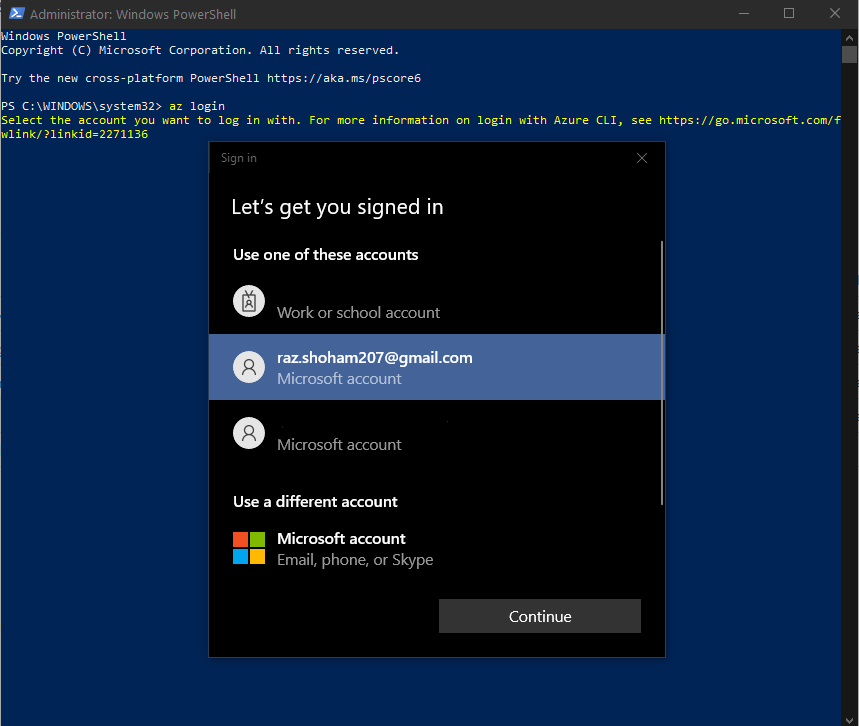 Administrator: Windows PowerShell
Windows PowerShell
Copyright (C) Microsoft Corporation. All rights reserved.
Try the new cross-platform PowerShell https://aka.ms/pscore6
PS C:\WINDOWS\system32> az login
Select the account you want to log in with. For more information on login with Azure CLI, see https://go.microsoft.com/f
wlink/?linkid=2271136
Sign in
Let's get you signed in
Use one of these accounts
Work or school account
raz.shoham207@gmail.com
Microsoft account
Microsoft account
Use a different account
Microsoft account
Email, phone, or Skype
Continue